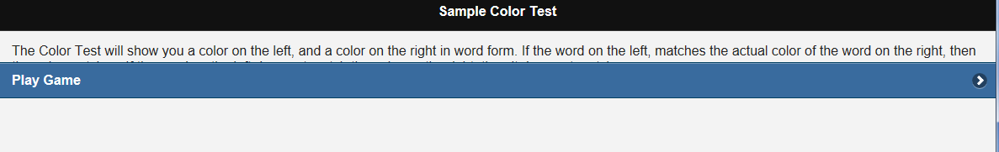 Sample Color Test
The Color Test will show you a color on the left, and a color on the right in word form. If the word on the left, matches the actual color of the word on the right, then
Play Game